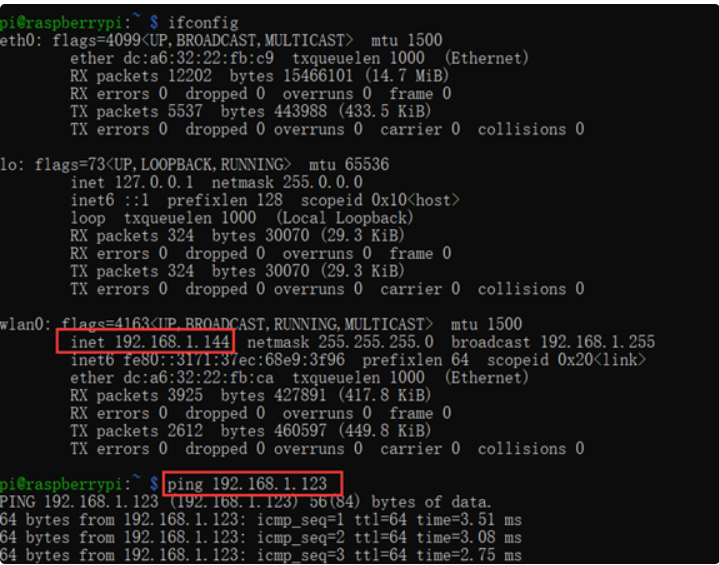 pi@raspberrypi:~ $ ifconfig
eth0: flags=4099<UP,BROADCAST,MULTICAST>  mtu 1500
        ether dc:a6:32:22:fb:c9  txqueuelen 1000  (Ethernet)
        RX packets 12202  bytes 15466101 (14.7 MiB)
        RX errors 0  dropped 0  overruns 0  frame 0
        TX packets 5537  bytes 443988 (433.5 KiB)
        TX errors 0  dropped 0 overruns 0  carrier 0  collisions 0
lo: flags=73<UP,LOOPBACK,RUNNING>  mtu 65536
        inet 127.0.0.1  netmask 255.0.0.0
        inet6 ::1  prefixlen 128  scopeid 0x10<host>
        loop  txqueuelen 1000  (Local Loopback)
        RX packets 324  bytes 30070 (29.3 KiB)
        RX errors 0  dropped 0  overruns 0  frame 0
        TX packets 324  bytes 30070 (29.3 KiB)
        TX errors 0  dropped 0 overruns 0  carrier 0  collisions 0
wlan0: flags=4163<UP,BROADCAST,RUNNING,MULTICAST>  mtu 1500
        inet 192.168.1.144  netmask 255.255.255.0  broadcast 192.168.1.255
        inet6 fe80::3171:37ec:68e9:3f96  prefixlen 64  scopeid 0x20<link>
        ether dc:a6:32:22:fb:ca  txqueuelen 1000  (Ethernet)
        RX packets 3925  bytes 427891 (417.8 KiB)
        RX errors 0  dropped 0  overruns 0  frame 0
        TX packets 2612  bytes 460597 (449.8 KiB)
        TX errors 0  dropped 0 overruns 0  carrier 0  collisions 0
pi@raspberrypi:~ $ ping 192.168.1.123
PING 192.168.1.123 (192.168.1.123) 56(84) bytes of data.
64 bytes from 192.168.1.123: icmp_seq=1 ttl=64 time=3.51 ms
64 bytes from 192.168.1.123: icmp_seq=2 ttl=64 time=3.08 ms
64 bytes from 192.168.1.123: icmp_seq=3 ttl=64 time=2.75 ms